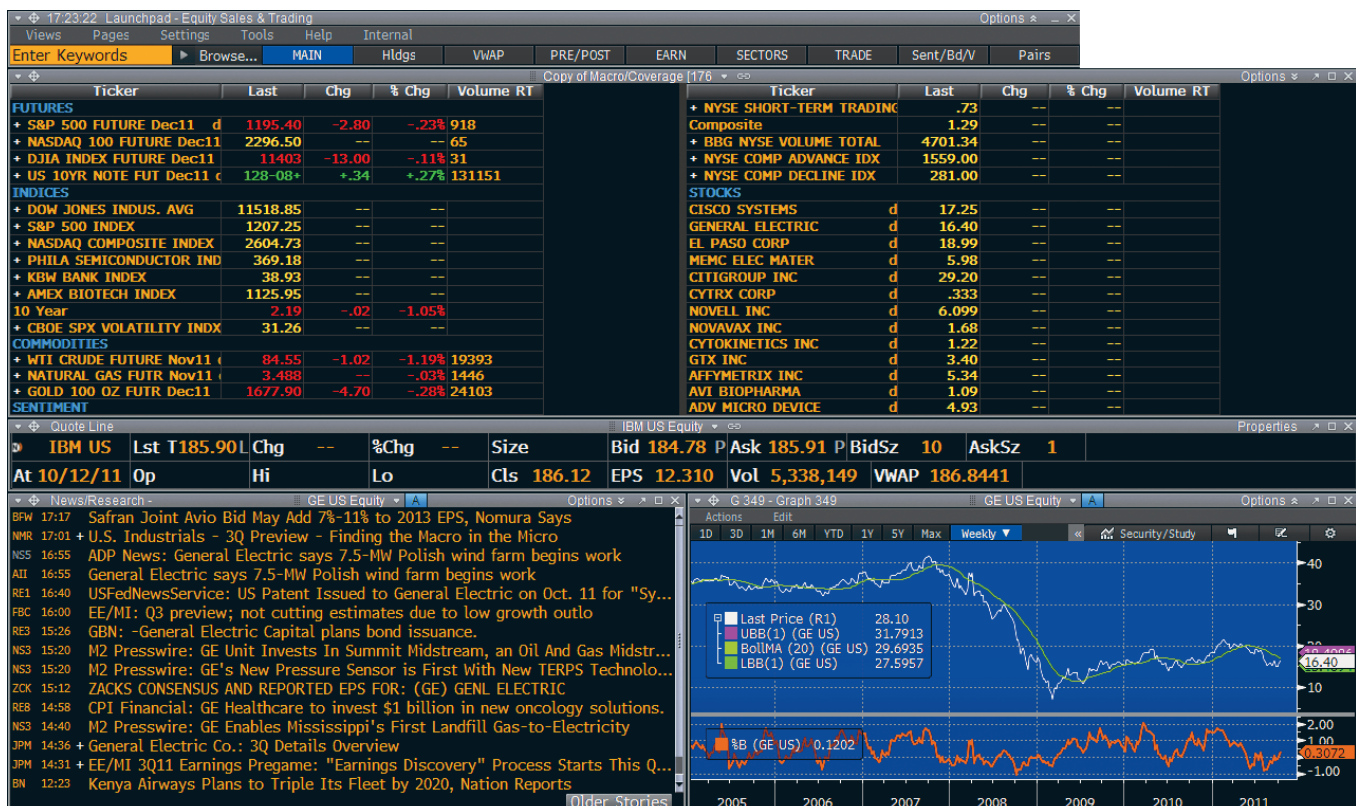 17:23:22 Launchpad - Equity Sales & Trading Options
Views Pages Settings Tools Help Internal
Enter Keywords Browse... MAIN Hldgs VWAP PRE/POST EARN SECTORS TRADE Sent/Bd/V Pairs
Copy of Macro/Coverage [176 Options
Ticker Last Chg % Chg Volume RT
FUTURES
+ S&P 500 FUTURE Dec11 d 1195.40 -2.80 -.23% 918
+ NASDAQ 100 FUTURE Dec11 2296.50 -- -- 65
+ DJIA INDEX FUTURE Dec11 11403 -13.00 -.11% 31
+ US 10YR NOTE FUT Dec11 d 128-08+ +.34 +.27% 131151
INDICES
+ DOW JONES INDUS. AVG 11518.85 -- --
+ S&P 500 INDEX 1207.25 -- --
+ NASDAQ COMPOSITE INDEX 2604.73 -- --
+ PHILA SEMICONDUCTOR IND 369.18 -- --
+ KBW BANK INDEX 38.93 -- --
+ AMEX BIOTECH INDEX 1125.95 -- --
10 Year 2.19 -.02 -1.05%
+ CBOE SPX VOLATILITY INDX 31.26 -- --
COMMODITIES
+ WTI CRUDE FUTURE Nov11 84.55 -1.02 -1.19% 19393
+ NATURAL GAS FUTR Nov11 3.488 -- -.03% 1446
+ GOLD 100 OZ FUTR Dec11 1677.90 -4.70 -.28% 24103
SENTIMENT
Ticker Last Chg % Chg Volume RT
+ NYSE SHORT-TERM TRADING .73 -- --
Composite 1.29 -- --
+ BBG NYSE VOLUME TOTAL 4701.34 -- --
+ NYSE COMP ADVANCE IDX 1559.00 -- --
+ NYSE COMP DECLINE IDX 281.00 -- --
STOCKS
CISCO SYSTEMS d 17.25 -- --
GENERAL ELECTRIC d 16.40 -- --
EL PASO CORP d 18.99 -- --
MEMC ELEC MATER d 5.98 -- --
CITIGROUP INC d 29.20 -- --
CYTRX CORP d .333 -- --
NOVELL INC d 6.099 -- --
NOVAVAX INC d 1.68 -- --
CYTOKINETICS INC d 1.22 -- --
GTX INC d 3.40 -- --
AFFYMETRIX INC d 5.34 -- --
AVI BIOPHARMA d 1.09 -- --
ADV MICRO DEVICE d 4.93 -- --
Quote Line IBM US Equity Properties
IBM US Lst T185.90L Chg -- %Chg -- Size Bid 184.78 P Ask 185.91 P BidSz 10 AskSz 1
At 10/12/11 Op Hi Lo Cls 186.12 EPS 12.310 Vol 5,338,149 VWAP 186.8441
News/Research - GE US Equity A Options
BFW 17:17 Safran Joint Avio Bid May Add 7%-11% to 2013 EPS, Nomura Says
NMR 17:01 + U.S. Industrials - 3Q Preview - Finding the Macro in the Micro
NS5 16:55 ADP News: General Electric says 7.5-MW Polish wind farm begins work
AII 16:55 General Electric says 7.5-MW Polish wind farm begins work
RE1 16:40 USFedNewsService: US Patent Issued to General Electric on Oct. 11 for "Sy...
FBC 16:00 EE/MI: Q3 preview; not cutting estimates due to low growth outlo
RE3 15:26 GBN: -General Electric Capital plans bond issuance.
NS3 15:20 M2 Presswire: GE Unit Invests In Summit Midstream, an Oil And Gas Midstr...
NS3 15:20 M2 Presswire: GE's New Pressure Sensor is First With New TERPS Technolo...
ZCK 15:12 ZACKS CONSENSUS AND REPORTED EPS FOR: (GE) GENL ELECTRIC
RE8 14:58 CPI Financial: GE Healthcare to invest $1 billion in new oncology solutions.
NS3 14:40 M2 Presswire: GE Enables Mississippi's First Landfill Gas-to-Electricity
JPM 14:36 + General Electric Co.: 3Q Details Overview
JPM 14:31 + EE/MI 3Q11 Earnings Pregame: "Earnings Discovery" Process Starts This Q...
BN 12:23 Kenya Airways Plans to Triple Its Fleet by 2020, Nation Reports
Older Stories
G 349 - Graph 349 GE US Equity A Options
Actions Edit
1D 3D 1M 6M YTD 1Y 5Y Max Weekly « Security/Study
40
30
Last Price (R1) 28.10
UBB(1) (GE US) 31.7913
BollMA (20) (GE US) 29.6935
LBB(1) (GE US) 27.5957
16.40
10
2.00
1.00
%B (GE US) 0.1202
0.3072
-1.00
2005 2006 2007 2008 2009 2010 2011